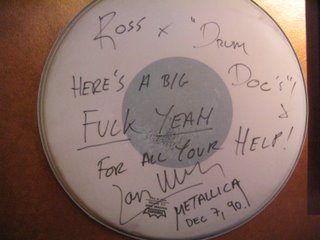 Ross x "Drum
Doc's"! &
HERE'S A BIG
FUCK YEAH
FOR ALL YOUR HELP!
METALLICA
DEC 7, 90.